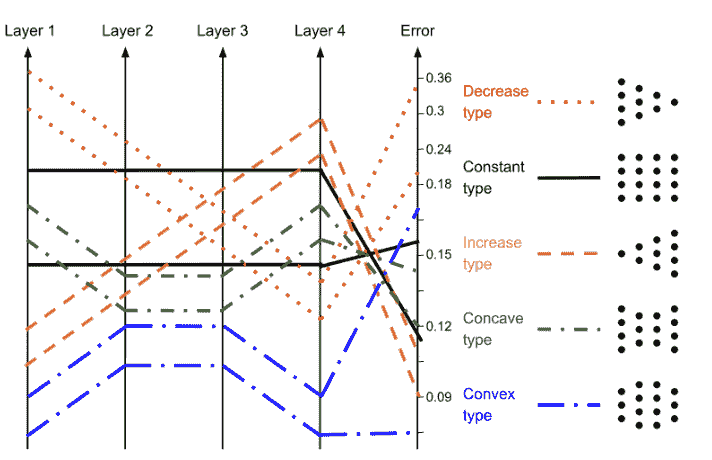 Layer 1 Layer 2 Layer 3 Layer 4 Error
0.36
0.3
0.24
0.18
0.15
0.12
0.09
Decrease
type
Constant
type
Increase
type
Concave
type
Convex
type